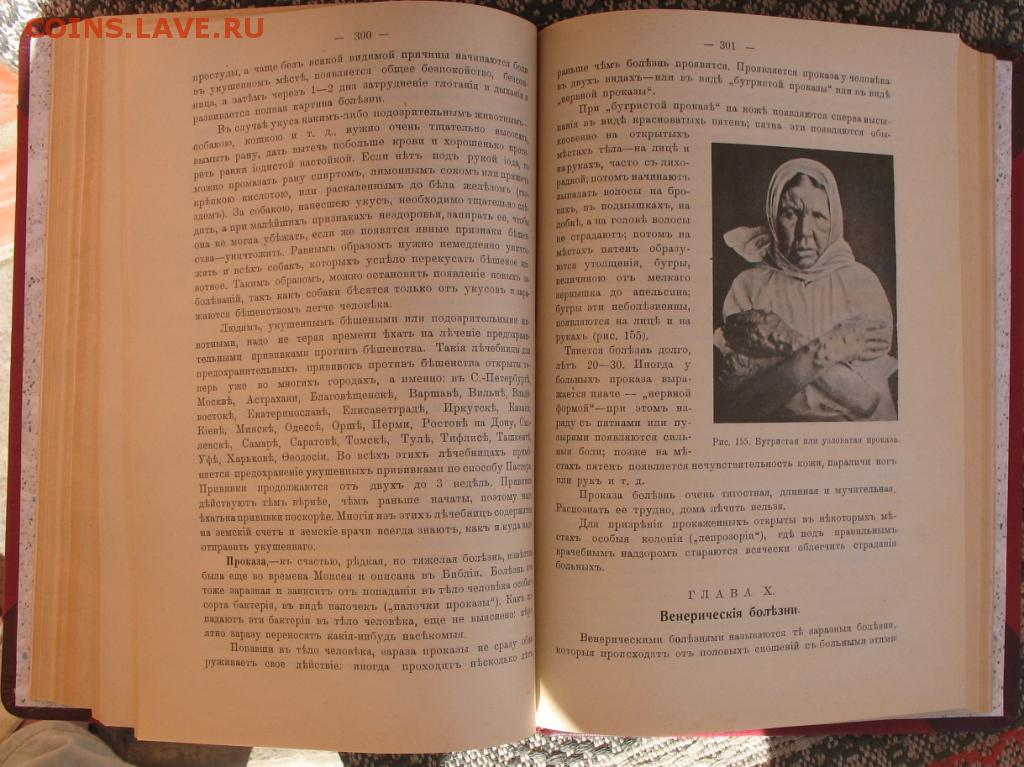 COINS.LAVE.RU
— 300 —
простуды, а чаще безъ всякой видимой причины начинаются боли
въ укушенномъ мѣстѣ, появляется общее безпокойство, безсон-
ница, а затѣмъ черезъ 1—2 дня затрудненіе глотанія и дыханія и
развивается полная картина болѣзни.
Въ случаѣ укуса какимъ-либо подозрительнымъ животнымъ—
собакою, кошкою и т. д., нужно очень тщательно высосать,
вымыть рану, дать вытечь побольше крови и хорошенько проте-
реть ранки іодистой настойкой. Если нѣтъ подъ рукой іода, то
можно промазать рану спиртомъ, лимоннымъ сокомъ или прижечь
крѣпкою кислотою, или раскаленнымъ до бѣла желѣзомъ (гво-
здемъ). За собакою, нанесшею укусъ, необходимо тщательно слѣ-
дить, а при малѣйшихъ признакахъ нездоровья, запирать ее, чтобы
она не могла убѣжать, если же появятся явные признаки бѣшен-
ства—уничтожить. Равнымъ образомъ нужно немедленно уничто-
жить и всѣхъ собакъ, которыхъ успѣло перекусать бѣшеное жи-
вотное. Такимъ образомъ, можно остановить появленіе новыхъ за-
болѣваній, такъ какъ собаки бѣсятся только отъ укусовъ и зара-
жаются бѣшенствомъ легче человѣка.
Людямъ, укушеннымъ бѣшеными или подозрительными жи-
вотными, надо не теряя времени ѣхать на лѣченіе предохрани-
тельными прививками противъ бѣшенства. Такія лѣчебницы для
предохранительныхъ прививокъ противъ бѣшенства открыты те-
перь уже во многихъ городахъ, а именно: въ С.-Петербургѣ,
Москвѣ, Астрахани, Благовѣщенскѣ, Варшавѣ, Вильнѣ, Влади-
востокѣ, Екатеринославѣ, Елисаветградѣ, Иркутскѣ, Казани,
Кіевѣ, Минскѣ, Одессѣ, Оршѣ, Перми, Ростовѣ на Дону, Смо-
ленскѣ, Самарѣ, Саратовѣ, Томскѣ, Тулѣ, Тифлисѣ, Ташкентѣ,
Уфѣ, Харьковѣ, Ѳеодосіи. Во всѣхъ этихъ лѣчебницахъ примѣ-
няется предохраненіе укушенныхъ прививками по способу Пастера.
Прививки продолжаются отъ двухъ до 3 недѣль. Прививки
дѣйствуютъ тѣмъ вѣрнѣе, чѣмъ раньше начаты, поэтому надо
ѣхать на прививки поскорѣе. Многія изъ этихъ лѣчебницъ содержатся
на земскій счетъ и земскіе врачи всегда знаютъ, какъ и куда надо
отправить укушеннаго.
Проказа,—къ счастью, рѣдкая, но тяжелая болѣзнь, извѣстна
была еще во времена Моисея и описана въ Библіи. Болѣзнь эта
тоже заразная и зависитъ отъ попаданія въ тѣло человѣка особаго
сорта бактерій, въ видѣ палочекъ („палочки проказы“). Какъ по-
падаютъ эти бактеріи въ тѣло человѣка, еще не выяснено: вѣро-
ятно заразу переносятъ какія-нибудь насѣкомыя.
Попавши въ тѣло человѣка, зараза проказы не сразу обна-
руживаетъ свое дѣйствіе: иногда проходитъ нѣсколько лѣтъ,
— 301 —
раньше чѣмъ болѣзнь проявится. Проявляется проказа у человѣка
въ двухъ видахъ—или въ видѣ „бугристой проказы“ или въ видѣ
„нервной проказы“.
При „бугристой проказѣ“ на кожѣ появляются сперва высы-
панія въ видѣ красноватыхъ пятенъ; пятна эти появляются обы-
кновенно на открытыхъ
мѣстахъ тѣла—на лицѣ и
на рукахъ, часто съ лихо-
радкой; потомъ начинаютъ
выпадать волосы на бро-
вяхъ, въ подмышкахъ, на
лобкѣ, а на головѣ волосы
не страдаютъ; потомъ на
мѣстахъ пятенъ образу-
ются утолщенія, бугры,
величиною отъ мелкаго
зернышка до апельсина;
бугры эти неболѣзненны,
появляются на лицѣ и на
рукахъ (рис. 155).
Тянется болѣзнь долго,
лѣтъ 20—30. Иногда у
больныхъ проказа выра-
жается иначе — „нервной
формой“—при этомъ на-
ряду съ пятнами или пу-
зырями появляются силь-
ныя боли; позже на мѣ-
стахъ пятенъ появляется нечувствительность кожи, параличи ногъ
или рукъ и т. д.
Рис. 155. Бугристая или узловатая проказа.
Проказа болѣзнь очень тягостная, длинная и мучительная.
Распознать ее трудно, дома лѣчить нельзя.
Для призрѣнія прокаженныхъ открыты въ нѣкоторыхъ мѣ-
стахъ особыя колоніи („лепрозоріи“), гдѣ подъ правильнымъ
врачебнымъ надзоромъ стараются всячески облегчить страданія
больныхъ.
ГЛАВА X.
Венерическія болѣзни.
Венерическими болѣзнями называются тѣ заразныя болѣзни,
которыя происходятъ отъ половыхъ сношеній съ больными этими